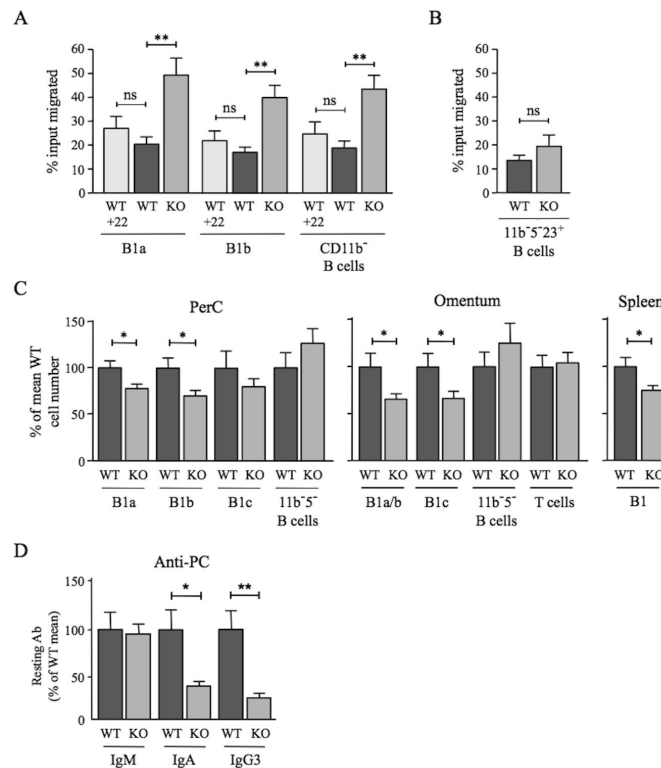 A
% input migrated
60
50
40
30
20
10
0
ns
**
ns
**
ns
**
WT WT KO WT WT KO WT WT KO
+22 +22 +22
B1a B1b CD11b⁻
B cells
B
% input migrated
60
50
40
30
20
10
0
ns
WT KO
11b⁻5⁻23⁺
B cells
C
PerC
Omentum
Spleen
% of mean WT
cell number
150
100
50
0
*
*
*
*
*
WT KO WT KO WT KO WT KO WT KO WT KO WT KO WT KO WT KO
B1a B1b B1c 11b⁻5⁻ B1a/b B1c 11b⁻5⁻ T cells B1
B cells B cells
D
Anti-PC
Resting Ab
(% of WT mean)
150
100
50
0
*
**
WT KO WT KO WT KO
IgM IgA IgG3